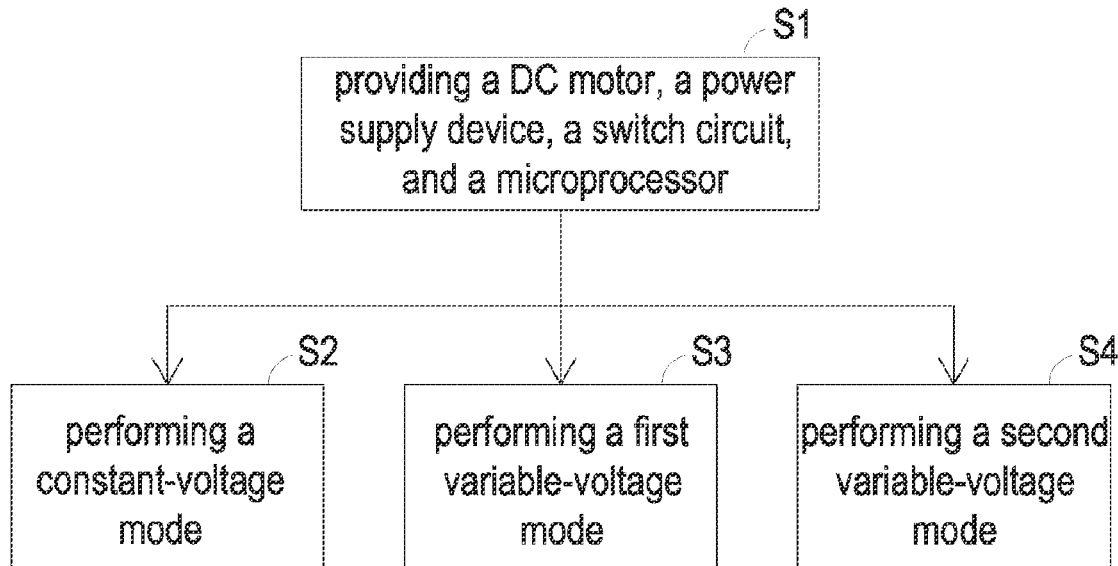 S1
providing a DC motor, a power
supply device, a switch circuit,
and a microprocessor
S2
performing a
constant-voltage
mode
S3
performing a first
variable-voltage
mode
S4
performing a second
variable-voltage
mode